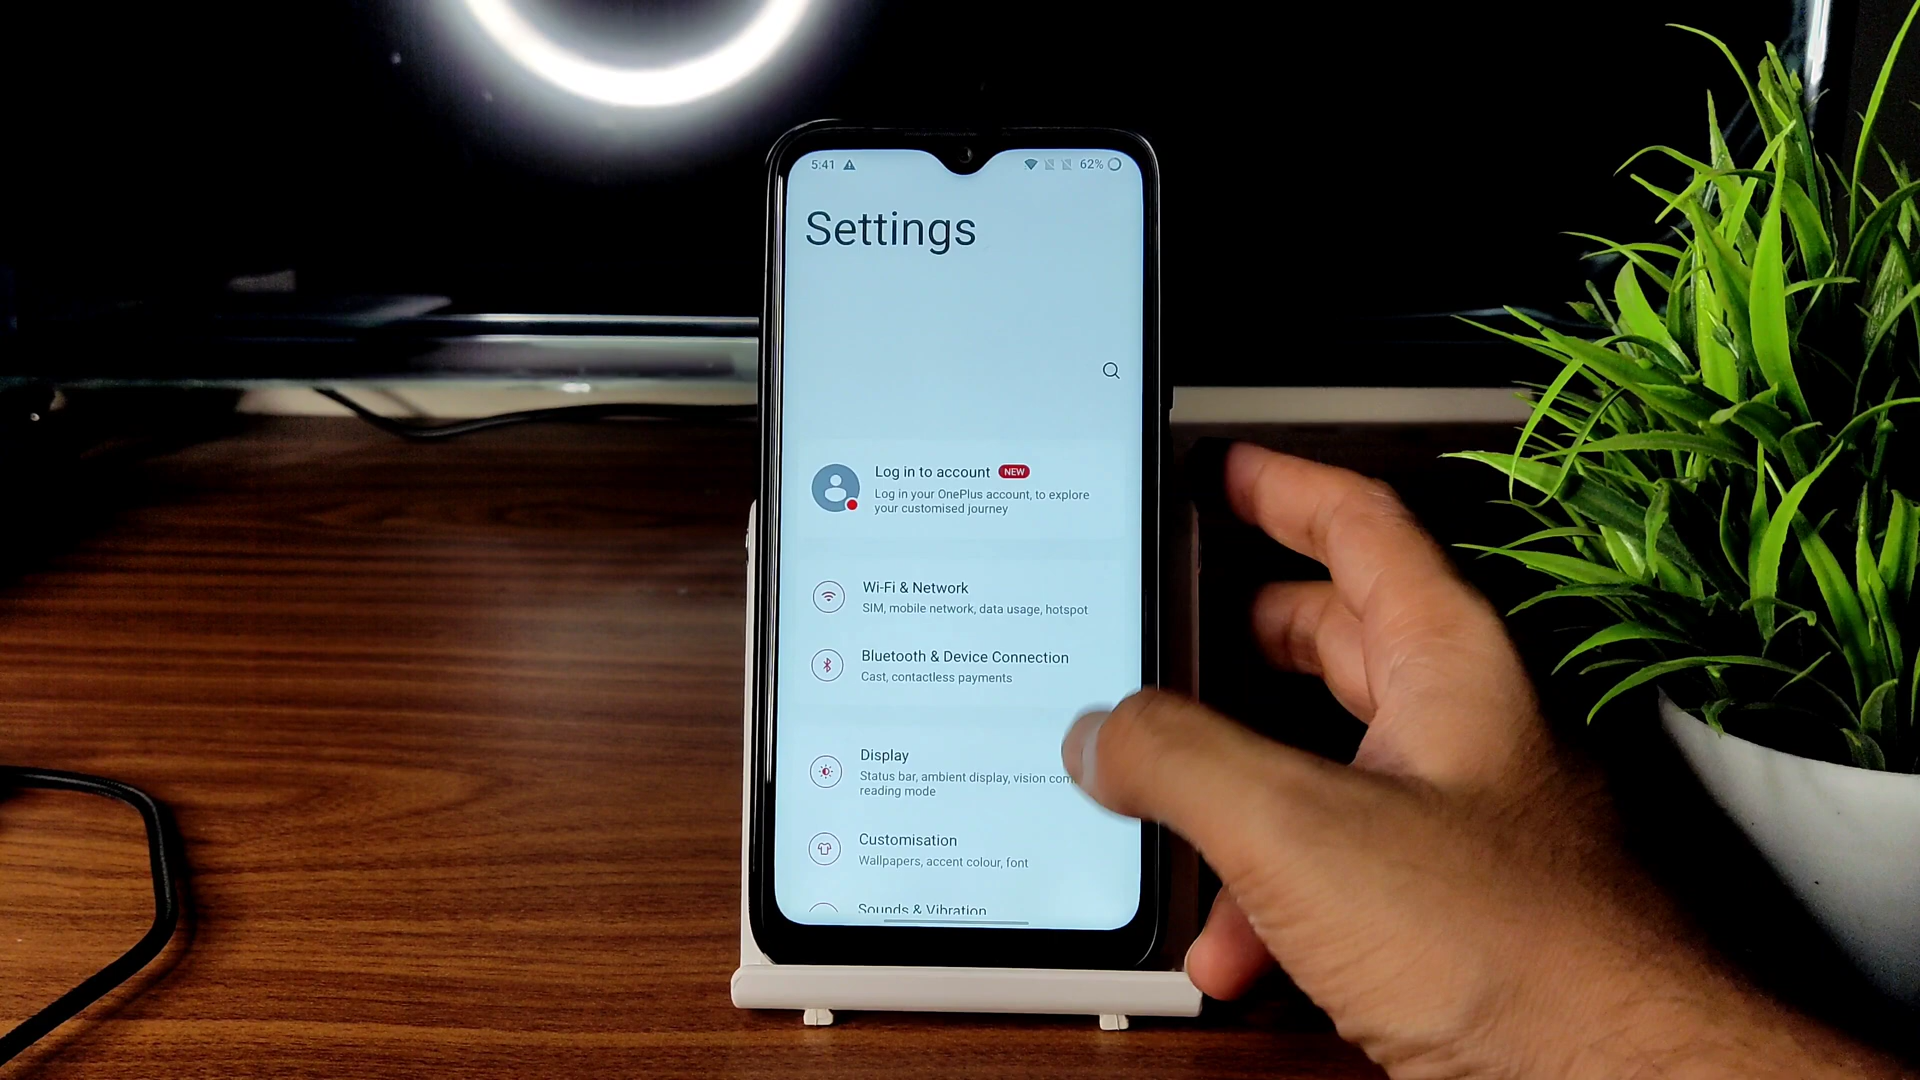 5:41 62%
Settings
Log in to account NEW
Log in your OnePlus account, to explore
your customised journey
Wi-Fi & Network
SIM, mobile network, data usage, hotspot
Bluetooth & Device Connection
Cast, contactless payments
Display
Status bar, ambient display, vision com
reading mode
Customisation
Wallpapers, accent colour, font
Sounds & Vibration